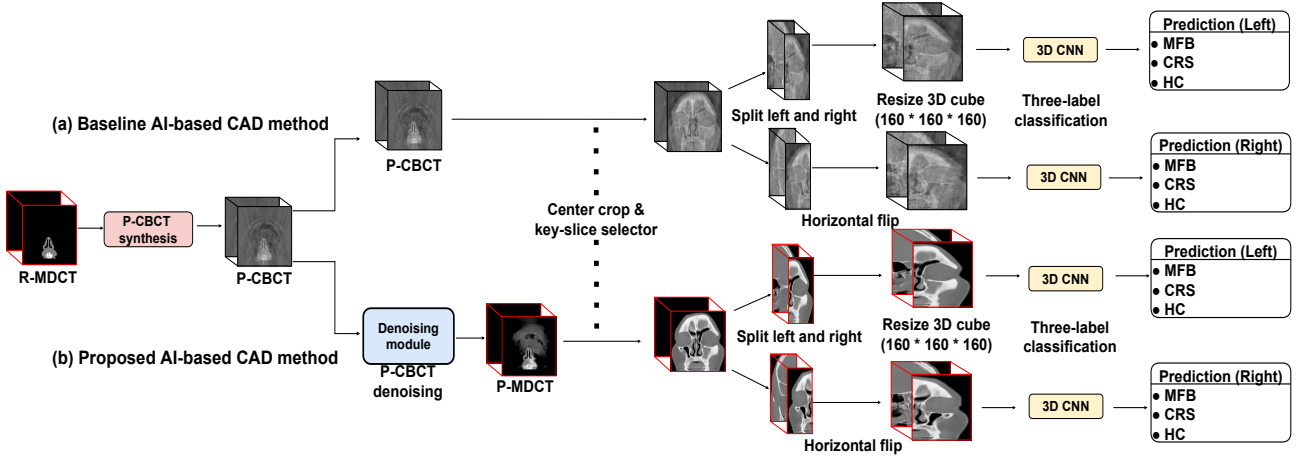 (a) Baseline AI-based CAD method
P-CBCT
Split left and right
Resize 3D cube
(160 * 160 * 160)
3D CNN
Three-label
classification
Prediction (Left)
● MFB
● CRS
● HC
Horizontal flip
3D CNN
Prediction (Right)
● MFB
● CRS
● HC
R-MDCT
P-CBCT
synthesis
P-CBCT
Center crop &
key-slice selector
(b) Proposed AI-based CAD method
Denoising
module
P-CBCT
denoising
P-MDCT
Split left and right
Resize 3D cube
(160 * 160 * 160)
3D CNN
Three-label
classification
Prediction (Left)
● MFB
● CRS
● HC
Horizontal flip
3D CNN
Prediction (Right)
● MFB
● CRS
● HC